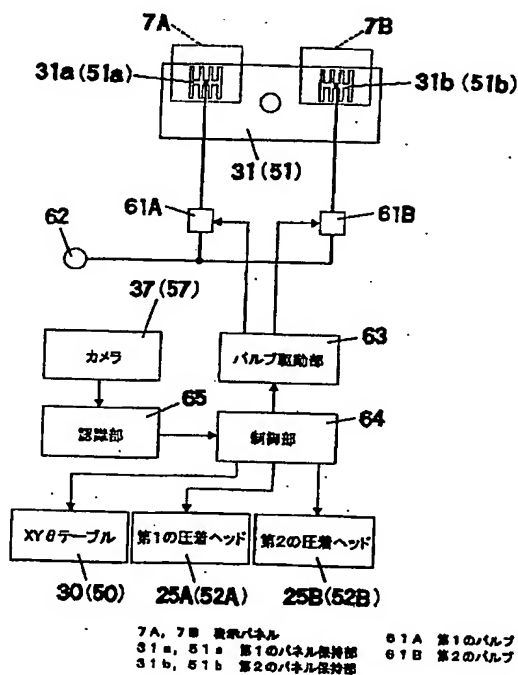 7A 7B
31a (51a) 31b (51b)
31(51)
61A 61B
62
37(57)
カメラ
バルブ駆動部
63
65
認識部
制御部
64
XYθテーブル
第1の圧着ヘッド
第2の圧着ヘッド
30(50)
25A(52A)
25B(52B)
7A, 7B 表示パネル
31a, 51a 第1のパネル保持部
31b, 51b 第2のパネル保持部
61A 第1のバルブ
61B 第2のバルブ